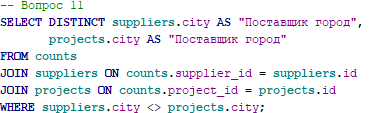 -- Вопрос 11
SELECT DISTINCT suppliers.city AS "Поставщик город",
projects.city AS "Поставщик город"
FROM counts
JOIN suppliers ON counts.supplier_id = suppliers.id
JOIN projects ON counts.project_id = projects.id
WHERE suppliers.city <> projects.city;